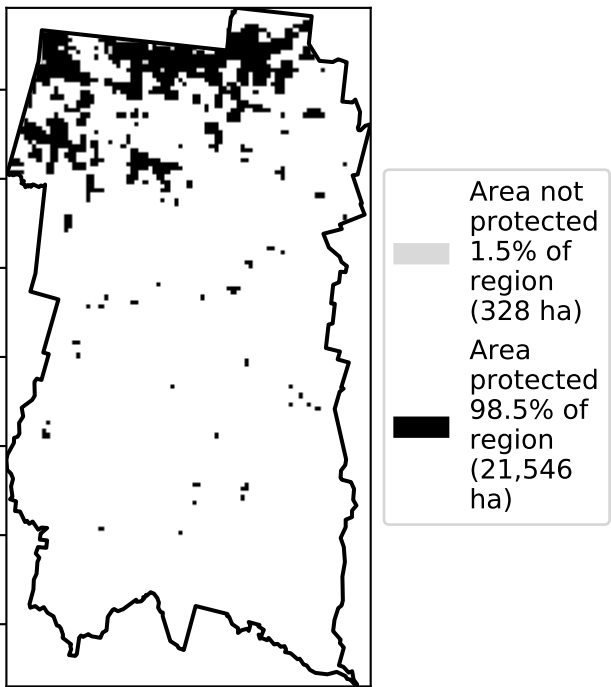 Area not
protected
1.5% of
region
(328 ha)
Area
protected
98.5% of
region
(21,546
ha)